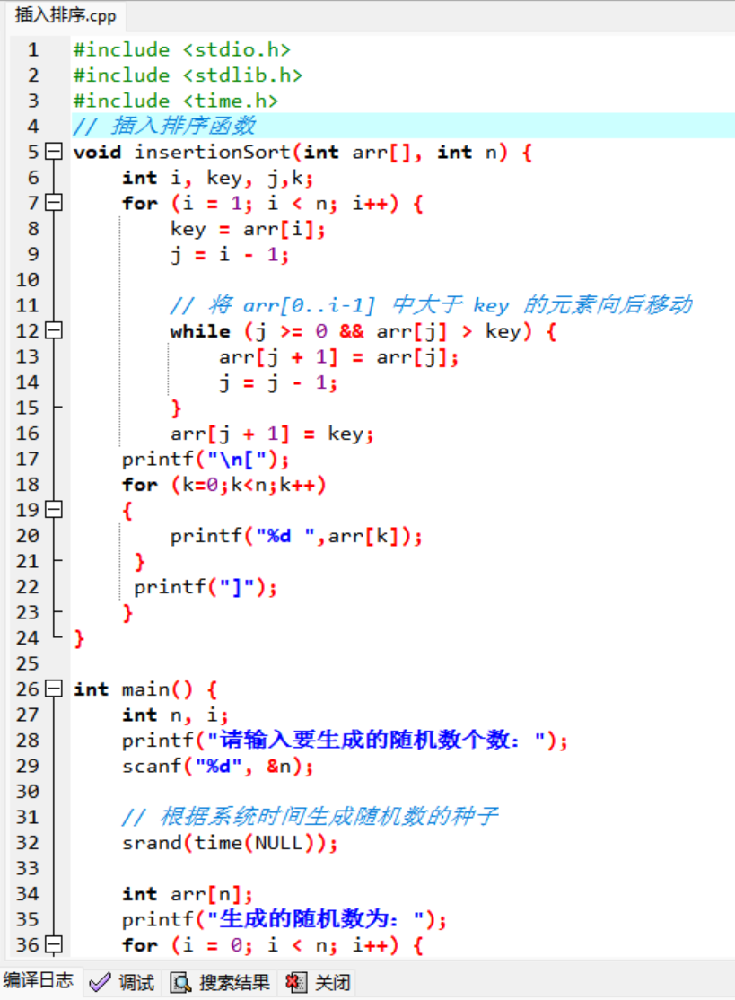 插入排序.cpp
1 #include <stdio.h>
2 #include <stdlib.h>
3 #include <time.h>
4 // 插入排序函数
5 void insertionSort(int arr[], int n) {
6 int i, key, j,k;
7 for (i = 1; i < n; i++) {
8 key = arr[i];
9 j = i - 1;
10
11 // 将 arr[0..i-1] 中大于 key 的元素向后移动
12 while (j >= 0 && arr[j] > key) {
13 arr[j + 1] = arr[j];
14 j = j - 1;
15 }
16 arr[j + 1] = key;
17 printf("\n[");
18 for (k=0;k<n;k++)
19 {
20 printf("%d ",arr[k]);
21 }
22 printf("]");
23 }
24 }
25
26 int main() {
27 int n, i;
28 printf("请输入要生成的随机数个数: ");
29 scanf("%d", &n);
30
31 // 根据系统时间生成随机数的种子
32 srand(time(NULL));
33
34 int arr[n];
35 printf("生成的随机数为: ");
36 for (i = 0; i < n; i++) {
编译日志 调试 搜索结果 关闭